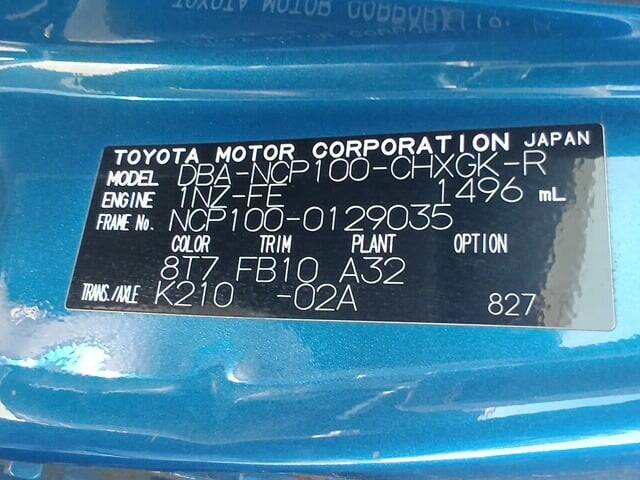 TOYOTA MOTOR CORPORATION JAPAN
MODEL DBA-NCP100-CHXGK-R
ENGINE 1NZ-FE 1496 mL
FRAME No. NCP100-0129035
COLOR TRIM PLANT OPTION
8T7 FB10 A32
TRANS./AXLE K210 -02A 827